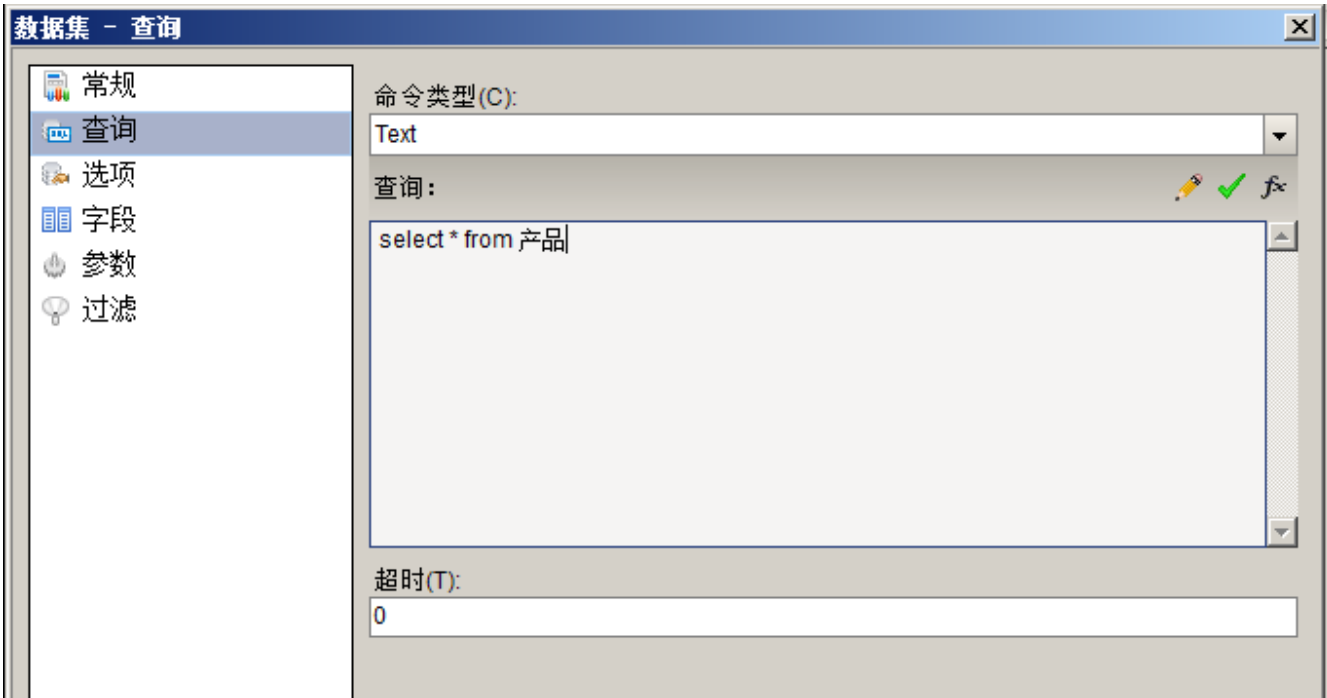 数据集 - 查询
常规
查询
选项
字段
参数
过滤
命令类型(C):
Text
查询:
fx
select * from 产品
超时(T):
0